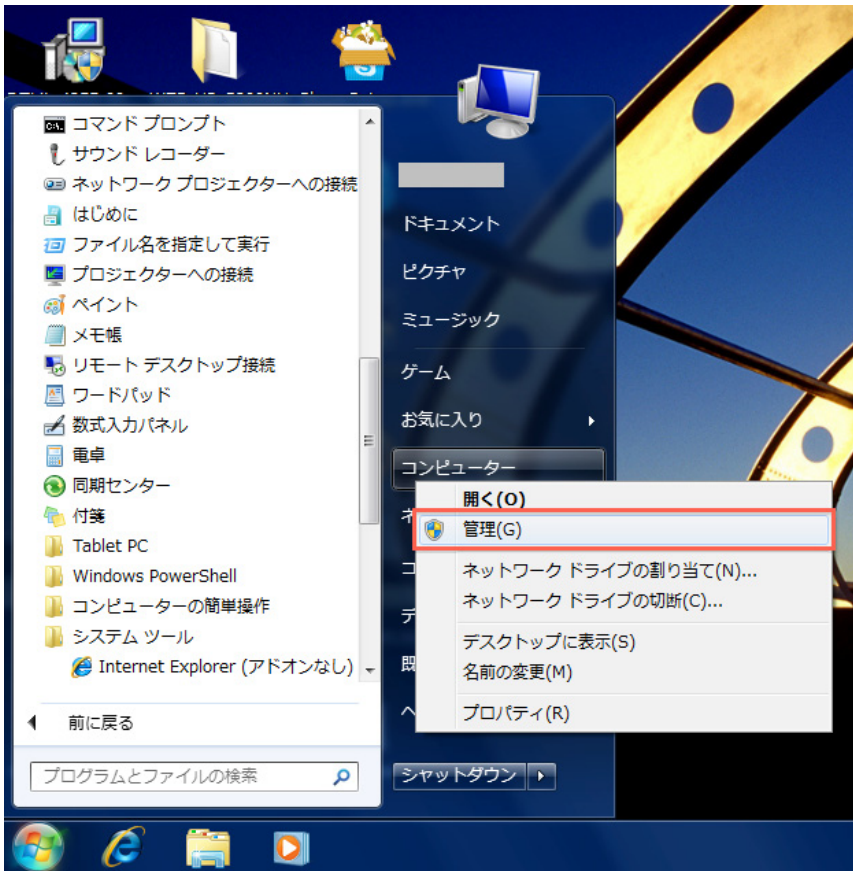 コマンド プロンプト
サウンド レコーダー
ネットワーク プロジェクターへの接続
はじめに
ファイル名を指定して実行
プロジェクターへの接続
ペイント
メモ帳
リモート デスクトップ接続
ワードパッド
数式入力パネル
電卓
同期センター
付箋
Tablet PC
Windows PowerShell
コンピューターの簡単操作
システム ツール
Internet Explorer (アドオンなし)
前に戻る
プログラムとファイルの検索
ドキュメント
ピクチャ
ミュージック
ゲーム
お気に入り
コンピューター
ネ
コ
デ
既
ヘ
シャットダウン
開く(O)
管理(G)
ネットワーク ドライブの割り当て(N)...
ネットワーク ドライブの切断(C)...
デスクトップに表示(S)
名前の変更(M)
プロパティ(R)